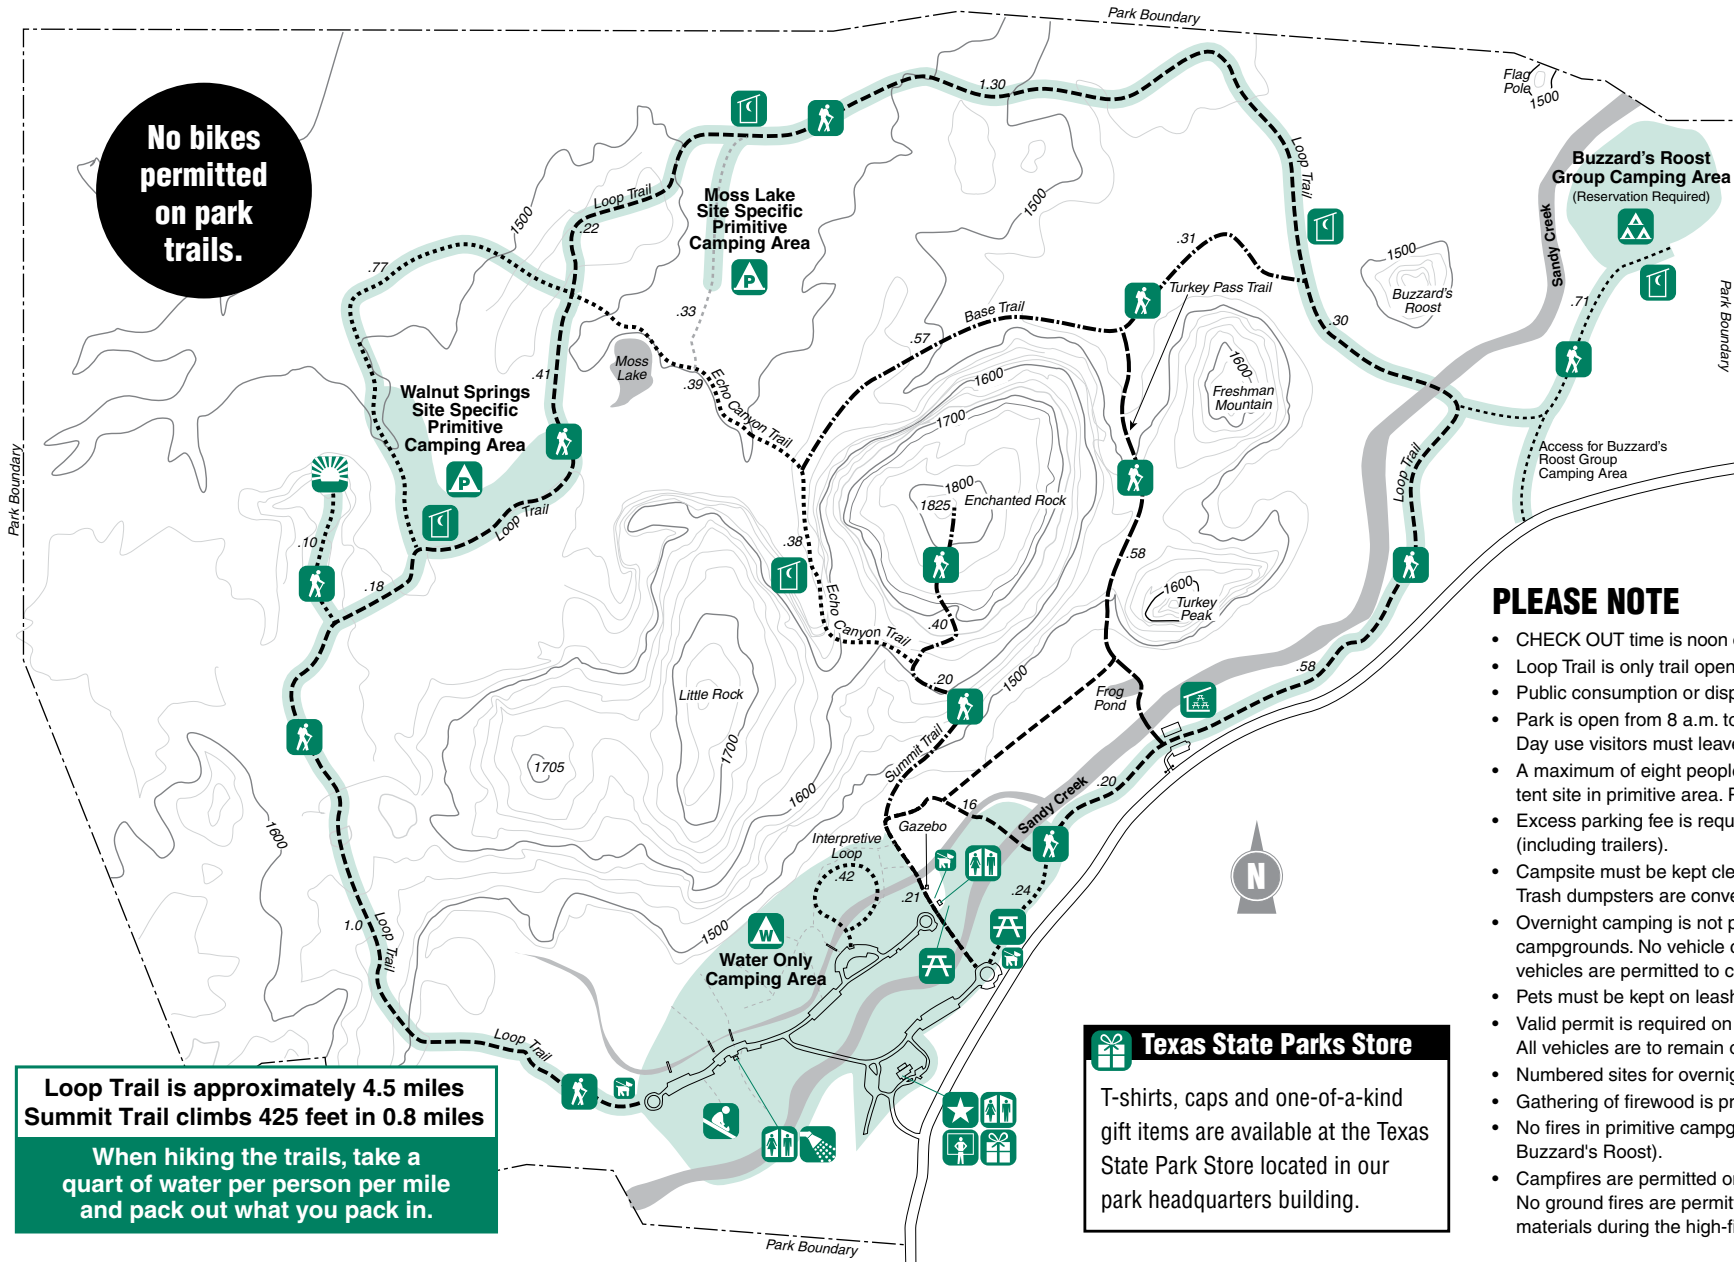 Park Boundary
Flag
Pole
1500
1.30
No bikes
permitted
on park
trails.
Loop Trail
Buzzard's Roost
Group Camping Area
(Reservation Required)
Loop Trail
.22
Moss Lake
Site Specific
Primitive
Camping Area
P
1500
1500
.31
Sandy Creek
1500
Buzzard's
Roost
.77
Turkey Pass Trail
.71
Park Boundary
.33
Base Trail
.57
.30
Moss
Lake
.41
.39
Echo Canyon Trail
1600
1600
Freshman
Mountain
1700
Walnut Springs
Site Specific
Primitive
Camping Area
P
Park Boundary
Access for Buzzard's
Roost Group
Camping Area
Loop Trail
1800
1825
Enchanted Rock
Loop Trail
.10
.18
.38
.58
1600
Turkey
Peak
Echo Canyon Trail
.40
.20
1500
.58
Frog
Pond
Little Rock
1700
1705
1600
1600
Summit Trail
Sandy Creek
.20
.16
Gazebo
Interpretive
Loop
.42
.21
.24
1.0
Loop Trail
1500
W
Water Only
Camping Area
N
Loop Trail
Park Boundary
PLEASE NOTE
• CHECK OUT time is noon
• Loop Trail is only trail open
• Public consumption or
• Park is open from 8 a.m. to
Day use visitors must leave
• A maximum of eight people
tent site in primitive area.
• Excess parking fee is
(including trailers).
• Campsite must be kept
Trash dumpsters are
• Overnight camping is not
campgrounds. No vehicle
vehicles are permitted to
• Pets must be kept on leash
• Valid permit is required on
All vehicles are to remain
• Numbered sites for
• Gathering of firewood is
• No fires in primitive
Buzzard's Roost).
• Campfires are permitted
No ground fires are
materials during the
Loop Trail is approximately 4.5 miles
Summit Trail climbs 425 feet in 0.8 miles
When hiking the trails, take a
quart of water per person per mile
and pack out what you pack in.
Texas State Parks Store
T-shirts, caps and one-of-a-kind
gift items are available at the Texas
State Park Store located in our
park headquarters building.